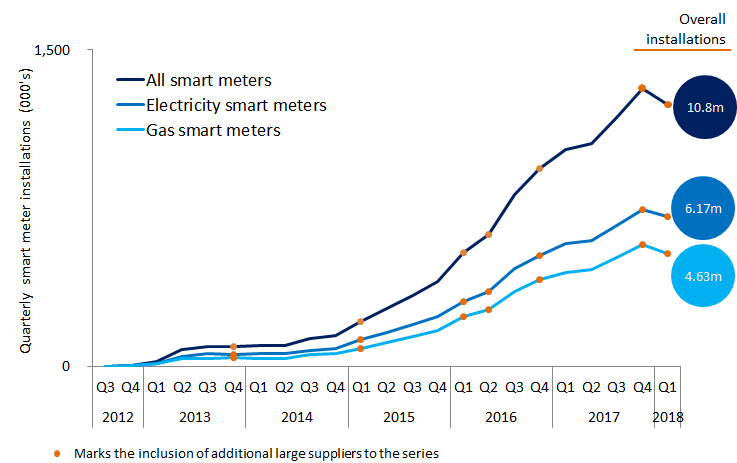 Overall
installations
1,500
Quarterly smart meter installations (000's)
All smart meters
Electricity smart meters
Gas smart meters
10.8m
6.17m
4.63m
0
Q3 Q4 Q1 Q2 Q3 Q4 Q1 Q2 Q3 Q4 Q1 Q2 Q3 Q4 Q1 Q2 Q3 Q4 Q1 Q2 Q3 Q4 Q1
2012 2013 2014 2015 2016 2017 2018
Marks the inclusion of additional large suppliers to the series